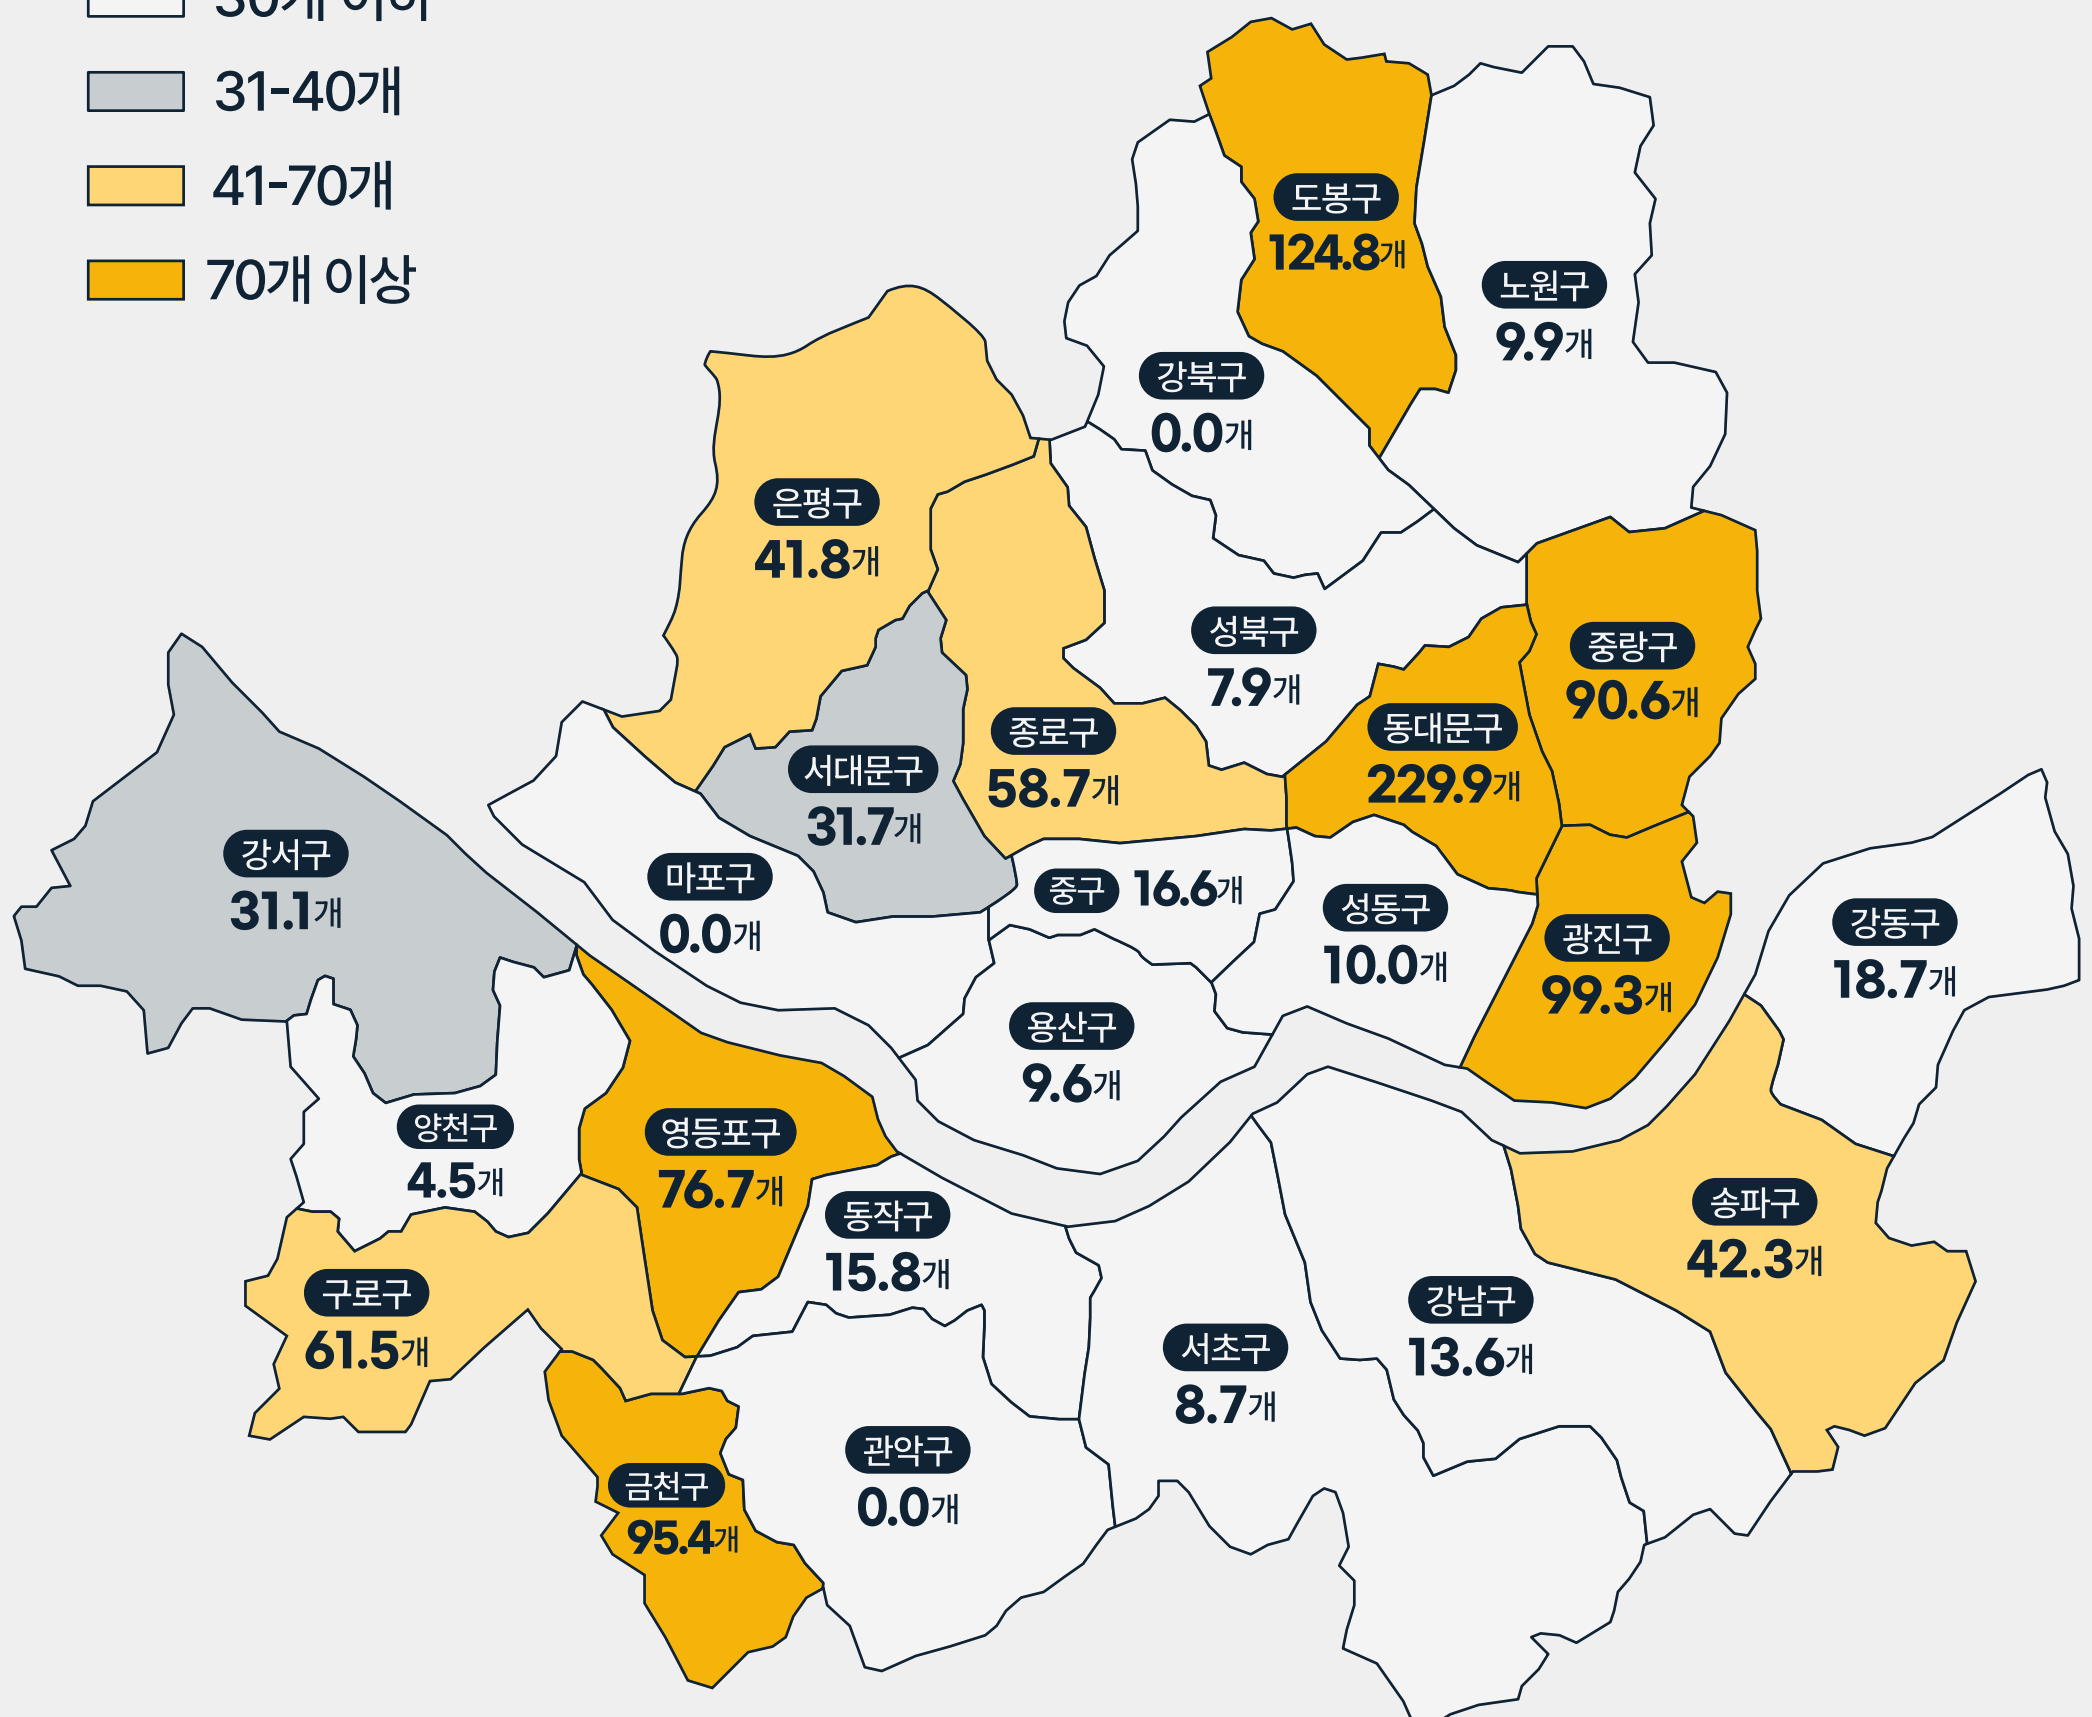 30개 이하
31-40개
41-70개
70개 이상
도봉구
124.8개
노원구
9.9개
강북구
0.0개
은평구
41.8개
성북구
7.9개
중랑구
90.6개
동대문구
229.9개
종로구
58.7개
서대문구
31.7개
강서구
31.1개
마포구
0.0개
중구 16.6개
성동구
10.0개
광진구
99.3개
강동구
18.7개
용산구
9.6개
양천구
4.5개
영등포구
76.7개
동작구
15.8개
송파구
42.3개
구로구
61.5개
강남구
13.6개
서초구
8.7개
관악구
0.0개
금천구
95.4개